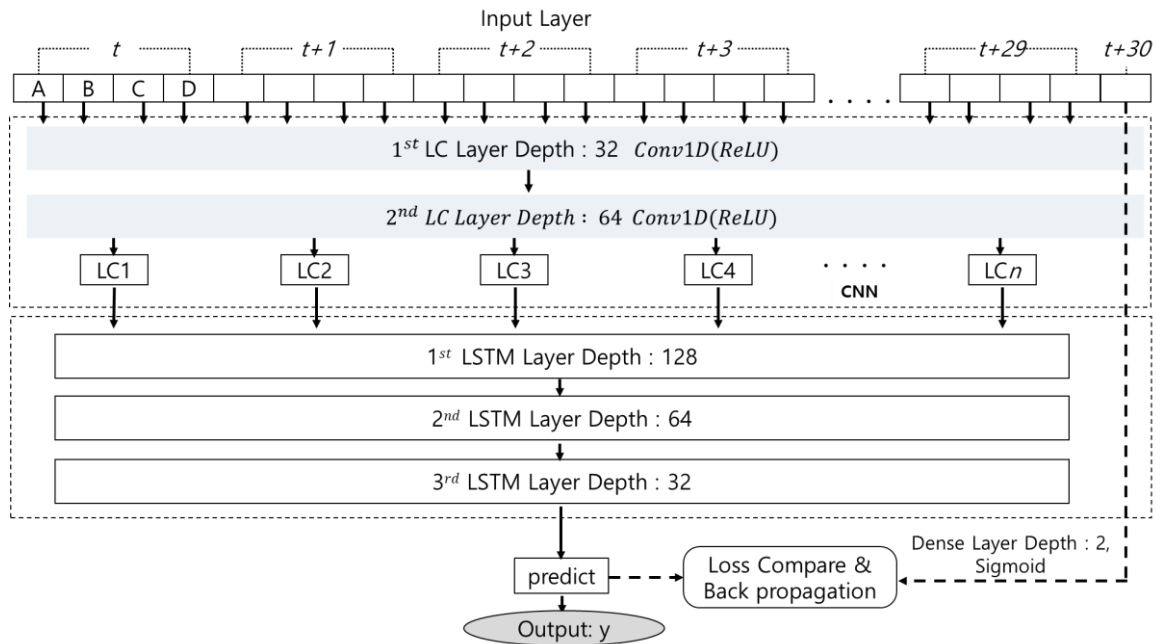 Input Layer
t t+1 t+2 t+3 t+29 t+30
A B C D . . . .
1st LC Layer Depth : 32 Conv1D(ReLU)
2nd LC Layer Depth : 64 Conv1D(ReLU)
LC1 LC2 LC3 LC4 . . . . LCn
CNN
1st LSTM Layer Depth : 128
2nd LSTM Layer Depth : 64
3rd LSTM Layer Depth : 32
Dense Layer Depth : 2,
Sigmoid
predict
Loss Compare &
Back propagation
Output: y